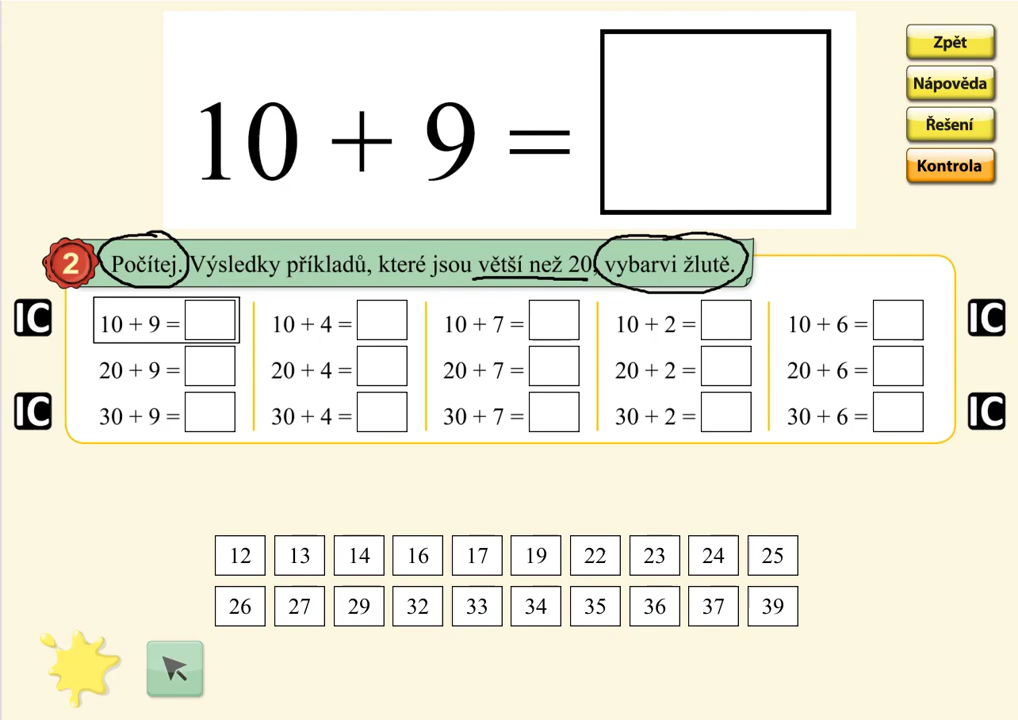 10 + 9 =
Zpět
Nápověda
Řešení
Kontrola
2 Počítej. Výsledky příkladů, které jsou větší než 20, vybarvi žlutě.
IC 10 + 9 = 10 + 4 = 10 + 7 = 10 + 2 = 10 + 6 = IC
20 + 9 = 20 + 4 = 20 + 7 = 20 + 2 = 20 + 6 =
IC 30 + 9 = 30 + 4 = 30 + 7 = 30 + 2 = 30 + 6 = IC
12 13 14 16 17 19 22 23 24 25
26 27 29 32 33 34 35 36 37 39